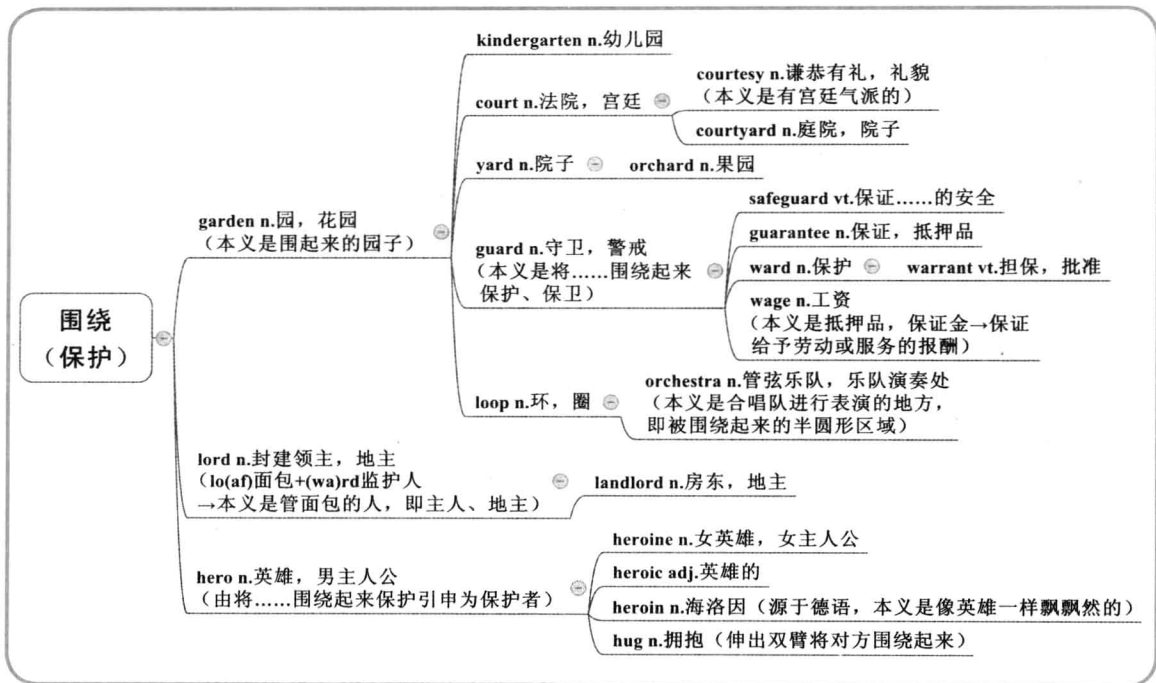 围绕
（保护）
garden n.园，花园
（本义是围起来的园子）
kindergarten n.幼儿园
court n.法院，宫廷
courtesy n.谦恭有礼，礼貌
（本义是有宫廷气派的）
courtyard n.庭院，院子
yard n.院子
orchard n.果园
guard n.守卫，警戒
（本义是将……围绕起来
保护、保卫）
safeguard vt.保证……的安全
guarantee n.保证，抵押品
ward n.保护
warrant vt.担保，批准
wage n.工资
（本义是抵押品，保证金→保证
给予劳动或服务的报酬）
loop n.环，圈
orchestra n.管弦乐队，乐队演奏处
（本义是合唱队进行表演的地方，
即被围绕起来的半圆形区域）
lord n.封建领主，地主
（lo(af)面包+(wa)rd监护人
→本义是管面包的人，即主人、地主）
landlord n.房东，地主
hero n.英雄，男主人公
（由将……围绕起来保护引申为保护者）
heroine n.女英雄，女主人公
heroic adj.英雄的
heroin n.海洛因（源于德语，本义是像英雄一样飘飘然的）
hug n.拥抱（伸出双臂将对方围绕起来）